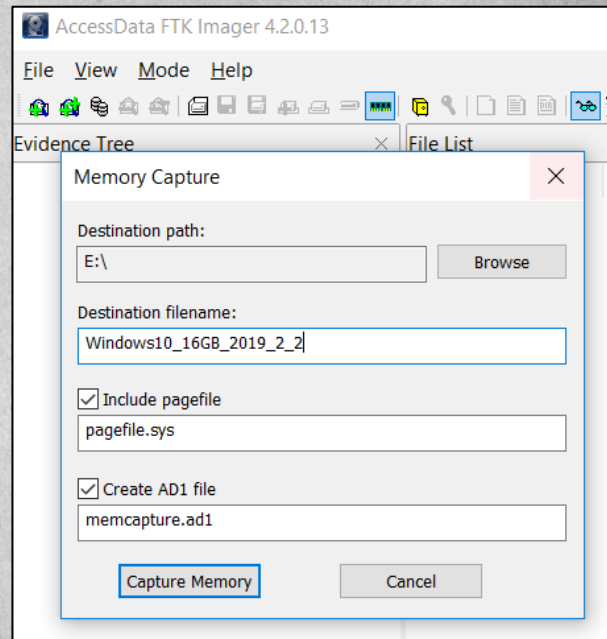 AccessData FTK Imager 4.2.0.13
File View Mode Help
Evidence Tree
File List
Memory Capture
Destination path:
E:\
Browse
Destination filename:
Windows10_16GB_2019_2_2
Include pagefile
pagefile.sys
Create AD1 file
memcapture.ad1
Capture Memory Cancel